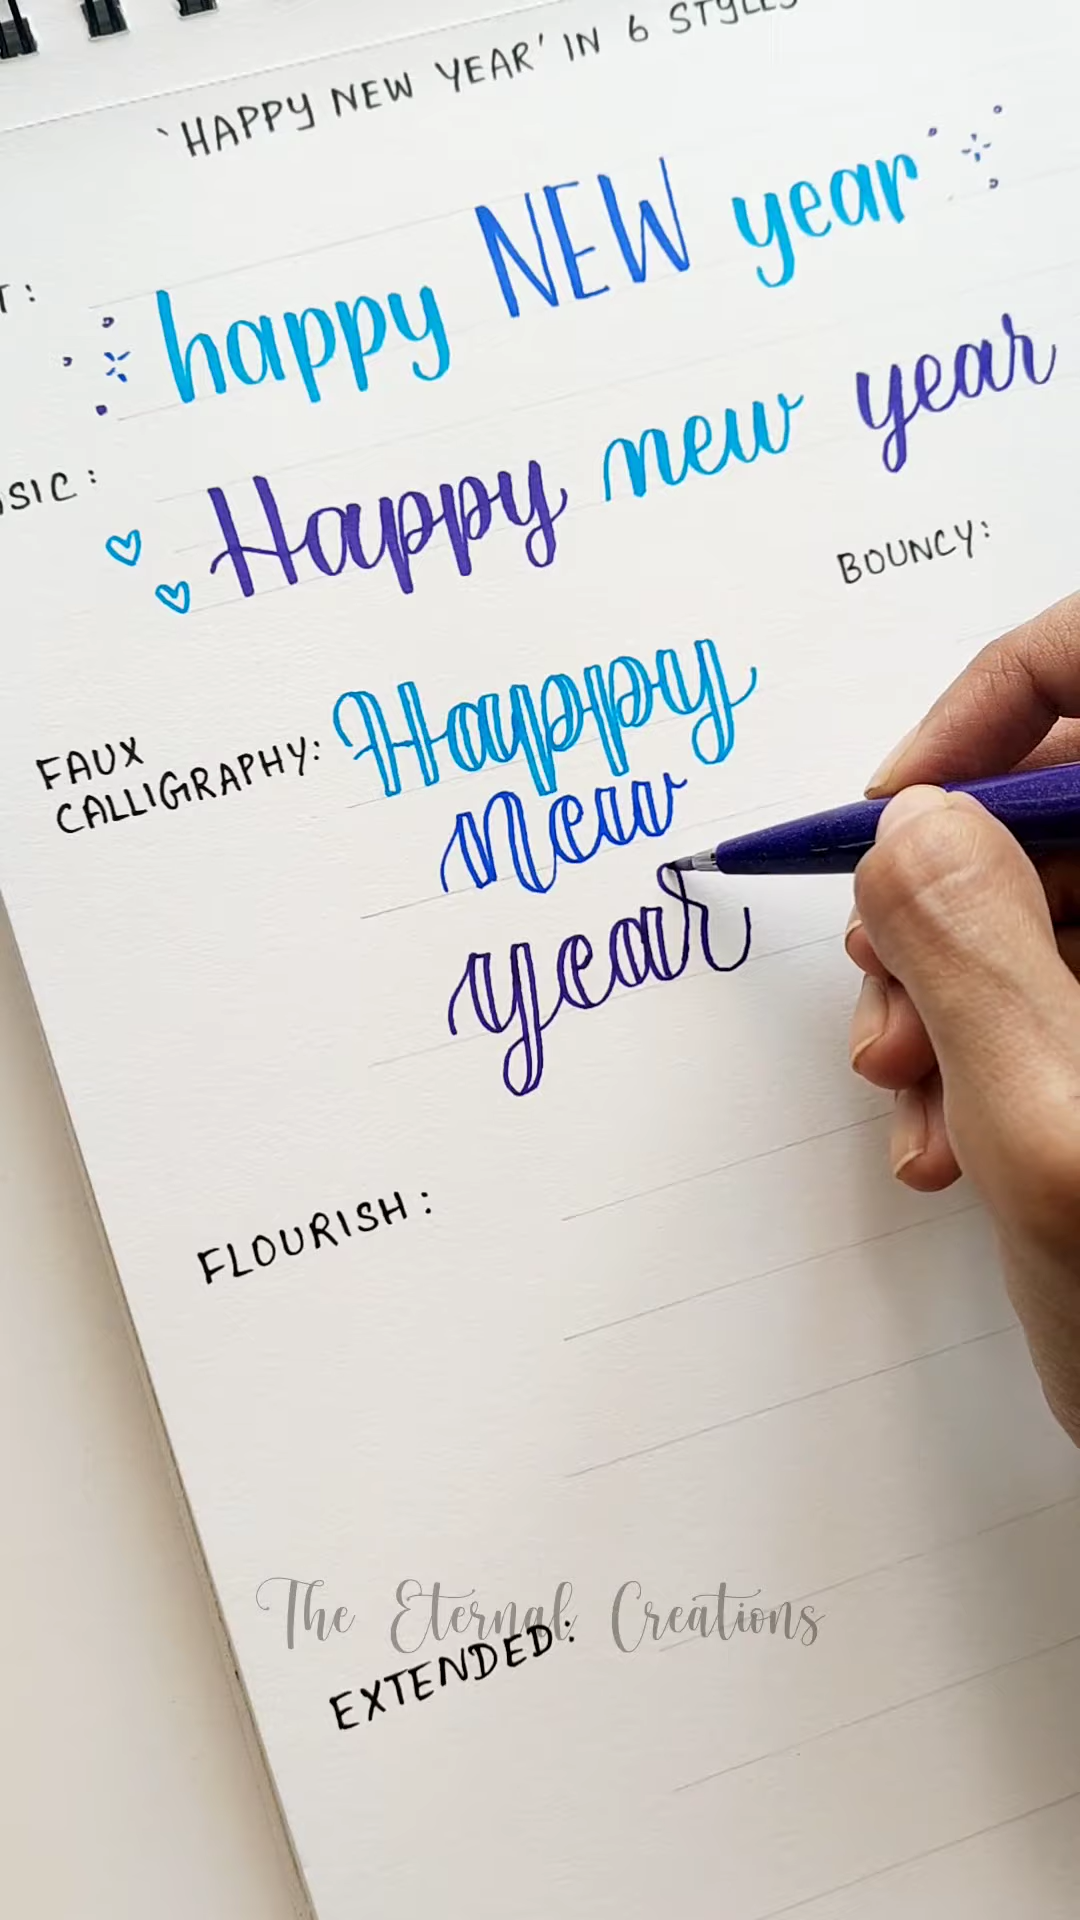 'HAPPY NEW YEAR' IN 6 STYLES
happy NEW year
Happy new year
BOUNCY:
FAUX
CALLIGRAPHY:
Happy
new
year
FLOURISH:
The Eternal Creations
EXTENDED: